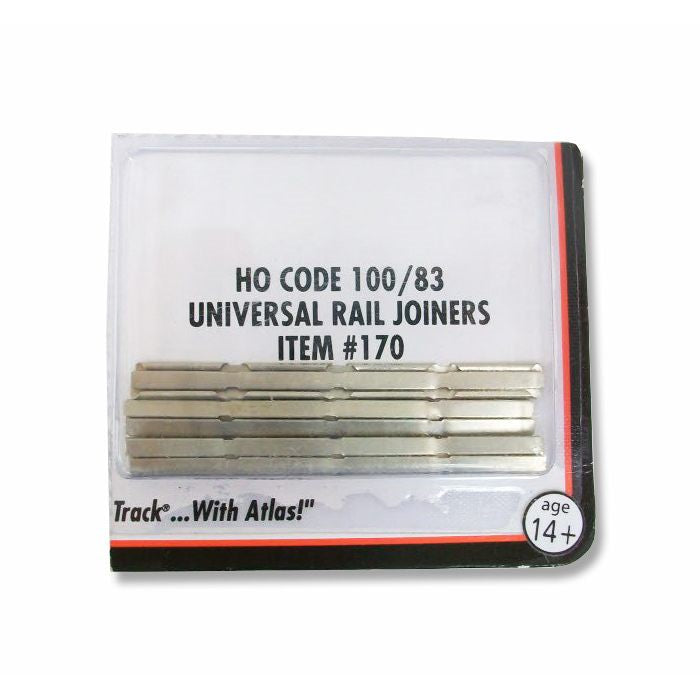 HO CODE 100/83
UNIVERSAL RAIL JOINERS
ITEM #170
Track®...With Atlas!"
age
14+